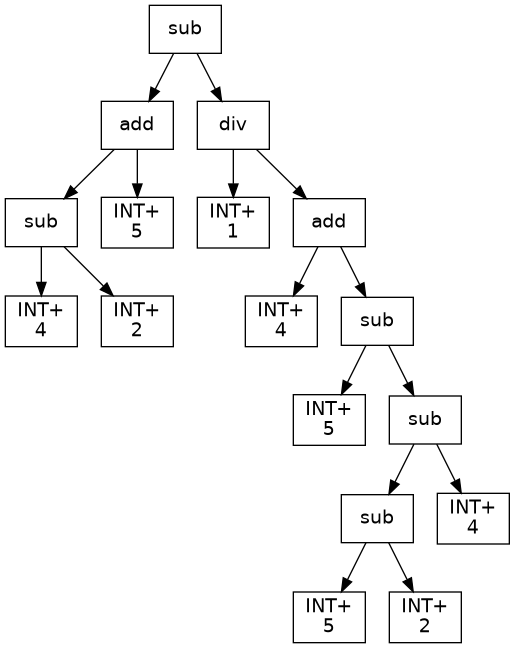 sub
add
div
sub
INT+
5
INT+
1
add
INT+
4
INT+
2
INT+
4
sub
INT+
5
sub
sub
INT+
4
INT+
5
INT+
2